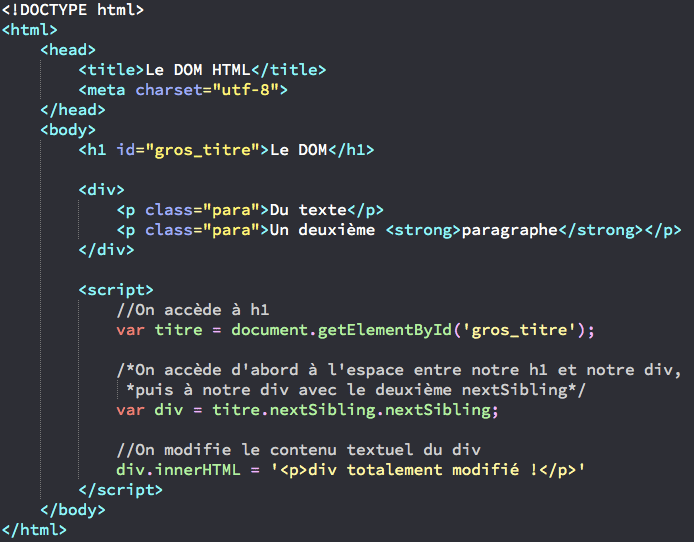 <!DOCTYPE html>
<html>
    <head>
        <title>Le DOM HTML</title>
        <meta charset="utf-8">
    </head>
    <body>
        <h1 id="gros_titre">Le DOM</h1>

        <div>
            <p class="para">Du texte</p>
            <p class="para">Un deuxième <strong>paragraphe</strong></p>
        </div>

        <script>
            //On accède à h1
            var titre = document.getElementById('gros_titre');

            /*On accède d'abord à l'espace entre notre h1 et notre div,
             *puis à notre div avec le deuxième nextSibling*/
            var div = titre.nextSibling.nextSibling;

            //On modifie le contenu textuel du div
            div.innerHTML = '<p>div totalement modifié !</p>'
        </script>
    </body>
</html>